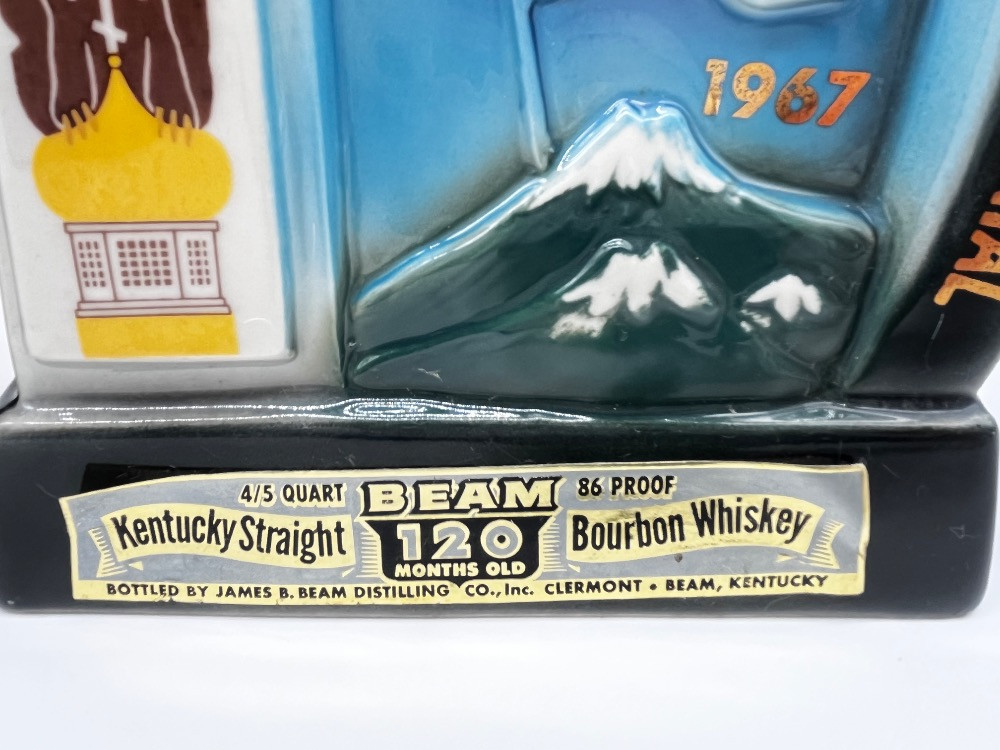 1967
4/5 QUART BEAM 86 PROOF
Kentucky Straight 120 Bourbon Whiskey
MONTHS OLD
BOTTLED BY JAMES B. BEAM DISTILLING CO., Inc. CLERMONT • BEAM, KENTUCKY